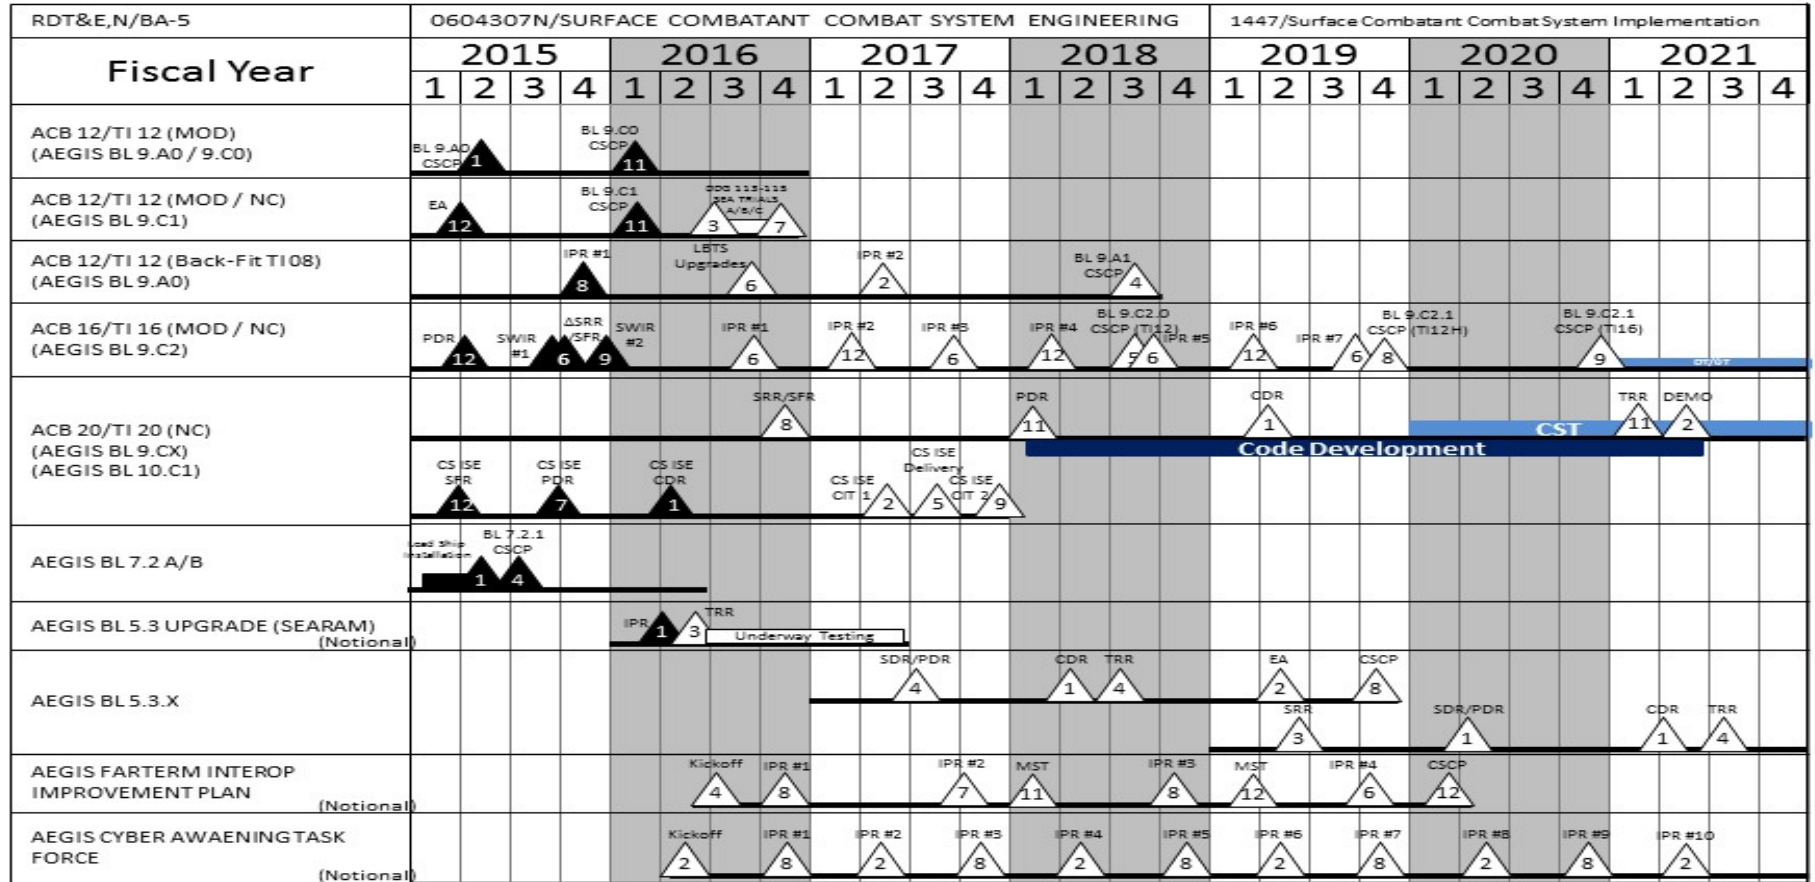 RDT&E,N/BA-5
0604307N/SURFACE COMBATANT COMBAT SYSTEM ENGINEERING
1447/Surface Combatant Combat System Implementation
Fiscal Year
2015 2016 2017 2018 2019 2020 2021
1 2 3 4 1 2 3 4 1 2 3 4 1 2 3 4 1 2 3 4 1 2 3 4 1 2 3 4
ACB 12/TI 12 (MOD)
(AEGIS BL 9.A0 / 9.C0)
BL 9.A0
CSCP
1
BL 9.C0
CSCP
11
ACB 12/TI 12 (MOD / NC)
(AEGIS BL 9.C1)
EA
12
BL 9.C1
CSCP
11
DDG 113-115
SEA TRIALS
A/B/C
3
7
ACB 12/TI 12 (Back-Fit TI 08)
(AEGIS BL 9.A0)
IPR #1
8
LBTS
Upgrades
6
IPR #2
2
BL 9.A1
CSCP
4
ACB 16/TI 16 (MOD / NC)
(AEGIS BL 9.C2)
PDR
12
SWIR
#1
ΔSRR
/SFR
6
9
SWIR
#2
IPR #1
6
IPR #2
12
IPR #3
6
IPR #4
12
BL 9.C2.0
CSCP (TI12)
5
6
IPR #5
IPR #6
12
IPR #7
6
8
BL 9.C2.1
CSCP (TI12H)
BL 9.C2.1
CSCP (TI16)
9
DT/OT
ACB 20/TI 20 (NC)
(AEGIS BL 9.CX)
(AEGIS BL 10.C1)
SRR/SFR
8
PDR
11
CDR
1
TRR
11
DEMO
2
CST
Code Development
CS ISE
SFR
12
CS ISE
PDR
7
CS ISE
CDR
1
CS ISE
CIT 1
2
CS ISE
Delivery
5
CS ISE
CIT 2
9
AEGIS BL 7.2 A/B
Lead Ship
Installation
1
BL 7.2.1
CSCP
4
AEGIS BL 5.3 UPGRADE (SEARAM)
(Notional)
IPR
1
3
TRR
Underway Testing
AEGIS BL 5.3.X
SDR/PDR
4
CDR
1
TRR
4
EA
2
CSCP
8
SRR
3
SDR/PDR
1
CDR
1
TRR
4
AEGIS FARTERM INTEROP
IMPROVEMENT PLAN
(Notional)
Kickoff
4
IPR #1
8
IPR #2
7
MST
11
IPR #3
8
MST
12
IPR #4
6
CSCP
12
AEGIS CYBER AWAENING TASK
FORCE
(Notional)
Kickoff
2
IPR #1
8
IPR #2
2
IPR #3
8
IPR #4
2
IPR #5
8
IPR #6
2
IPR #7
8
IPR #8
2
IPR #9
8
IPR #10
2